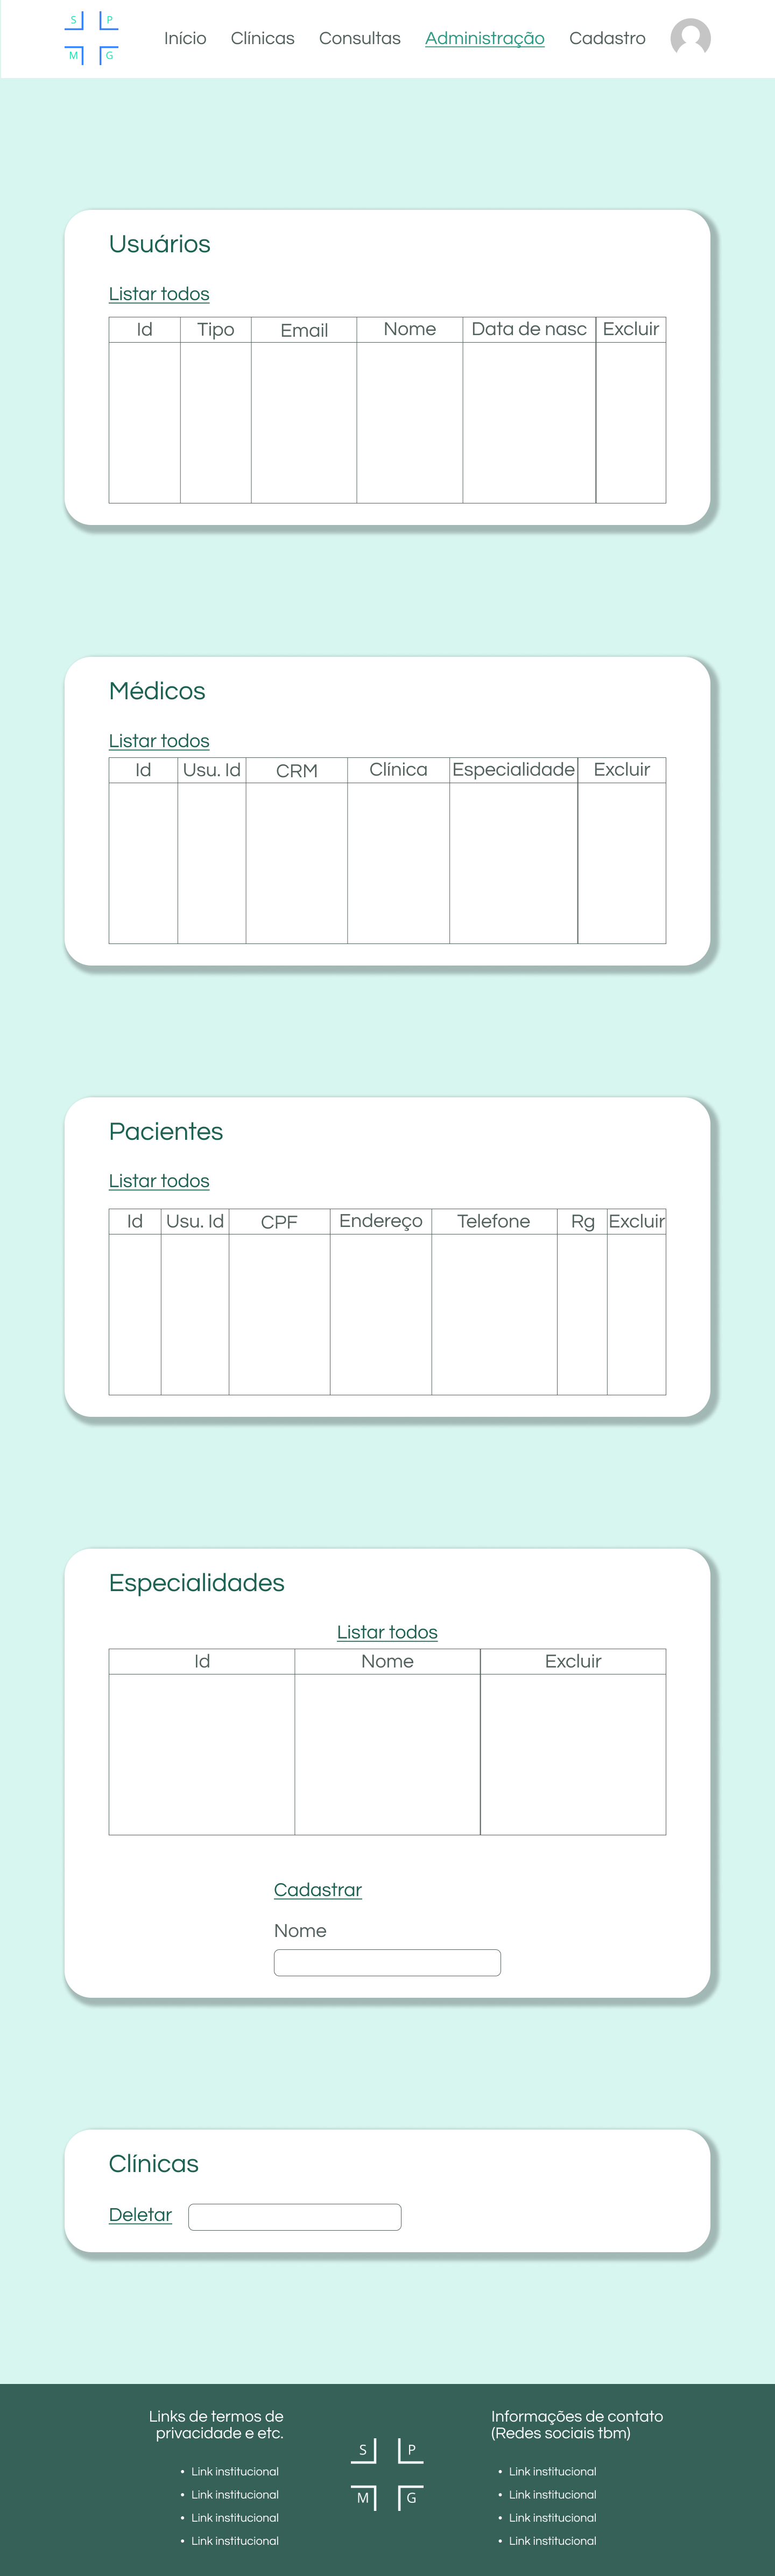 S P
M G
Início Clínicas Consultas Administração Cadastro
Usuários
Listar todos
Id Tipo Email Nome Data de nasc Excluir
Médicos
Listar todos
Id Usu. Id CRM Clínica Especialidade Excluir
Pacientes
Listar todos
Id Usu. Id CPF Endereço Telefone Rg Excluir
Especialidades
Listar todos
Id Nome Excluir
Cadastrar
Nome
Clínicas
Deletar
Links de termos de
privacidade e etc.
• Link institucional
• Link institucional
• Link institucional
• Link institucional
S P
M G
Informações de contato
(Redes sociais tbm)
• Link institucional
• Link institucional
• Link institucional
• Link institucional